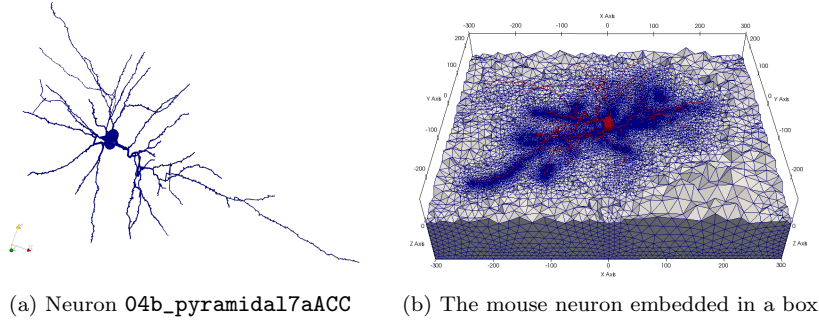 X Axis
-300 -200 -100 0 100 200 300
200 200
100 100
Y Axis Y Axis
0 0
-100 -100
-200 -200
0 0
Z Axis Z Axis
-300 -200 -100 0 100 200 300
X Axis
(a) Neuron 04b_pyramidal7aACC
(b) The mouse neuron embedded in a box